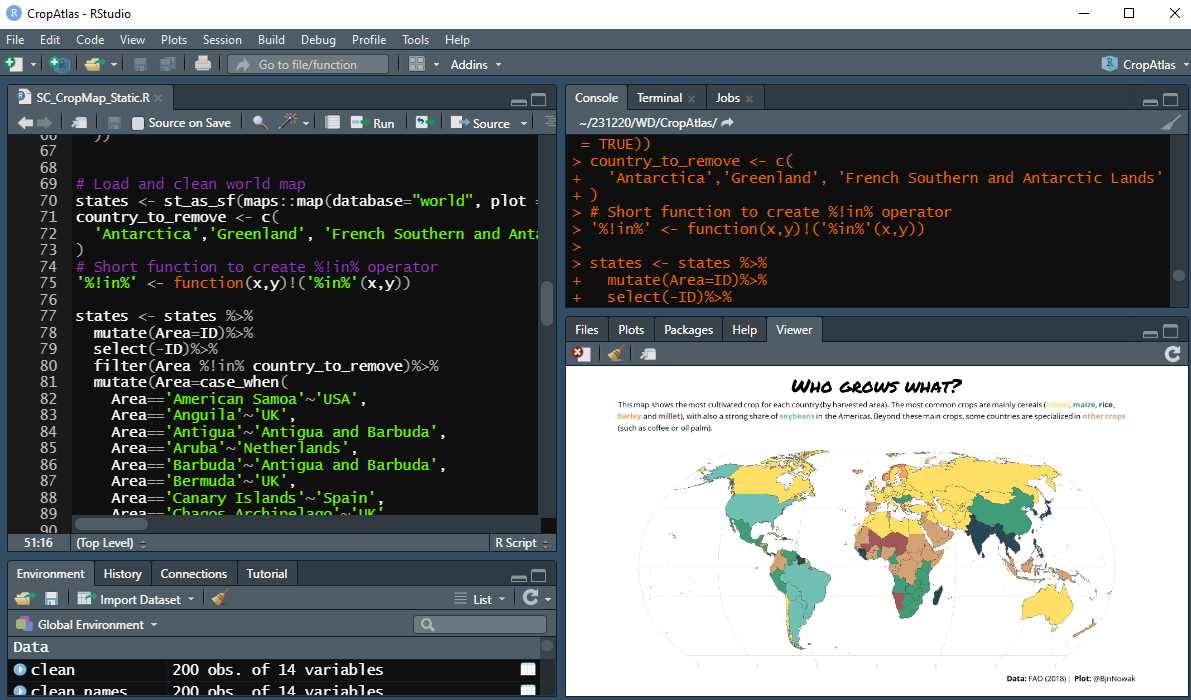 CropAtlas - RStudio
File Edit Code View Plots Session Build Debug Profile Tools Help
Go to file/function Addins CropAtlas
SC_CropMap_Static.R
Source on Save Run Source
66 ))
67
68
69 # Load and clean world map
70 states <- st_as_sf(maps::map(database="world", plot =
71 country_to_remove <- c(
72 'Antarctica','Greenland', 'French Southern and Anta
73 )
74 # Short function to create %!in% operator
75 '%!in%' <- function(x,y)!('%in%'(x,y))
76
77 states <- states %>%
78 mutate(Area=ID)%>%
79 select(-ID)%>%
80 filter(Area %!in% country_to_remove)%>%
81 mutate(Area=case_when(
82 Area=='American Samoa'~'USA',
83 Area=='Anguila'~'UK',
84 Area=='Antigua'~'Antigua and Barbuda',
85 Area=='Aruba'~'Netherlands',
86 Area=='Barbuda'~'Antigua and Barbuda',
87 Area=='Bermuda'~'UK',
88 Area=='Canary Islands'~'Spain',
89 Area=='Chagos Archipelago'~'UK'
90
51:16 (Top Level) R Script
Environment History Connections Tutorial
Import Dataset List
Global Environment
Data
clean 200 obs. of 14 variables
clean_names 200 obs. of 14 variables
Console Terminal Jobs
~/231220/WD/CropAtlas/
= TRUE))
> country_to_remove <- c(
+ 'Antarctica','Greenland', 'French Southern and Antarctic Lands'
+ )
> # Short function to create %!in% operator
> '%!in%' <- function(x,y)!('%in%'(x,y))
>
> states <- states %>%
+ mutate(Area=ID)%>%
+ select(-ID)%>%
Files Plots Packages Help Viewer
Who grows what?
This map shows the most cultivated crop for each country (by harvested area). The most common crops are mainly cereals (wheat, maize, rice,
barley and millet), with also a strong share of soybeans in the Americas. Beyond these main crops, some countries are specialized in other crops
(such as coffee or oil palm).
Data: FAO (2018) | Plot: @BjnNowak